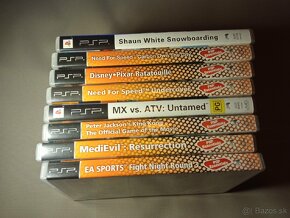 PSP Shaun White Snowboarding
PSP Need For Speed
PSP Disney·Pixar Ratatouille
PSP Need For Speed Undercover
PSP MX vs. ATV: Untamed PG
PSP Peter Jackson's King Kong
The Official Game of the Movie
PSP MediEvil: Resurrection
PSP EA SPORTS Fight Night Round
bazos.sk